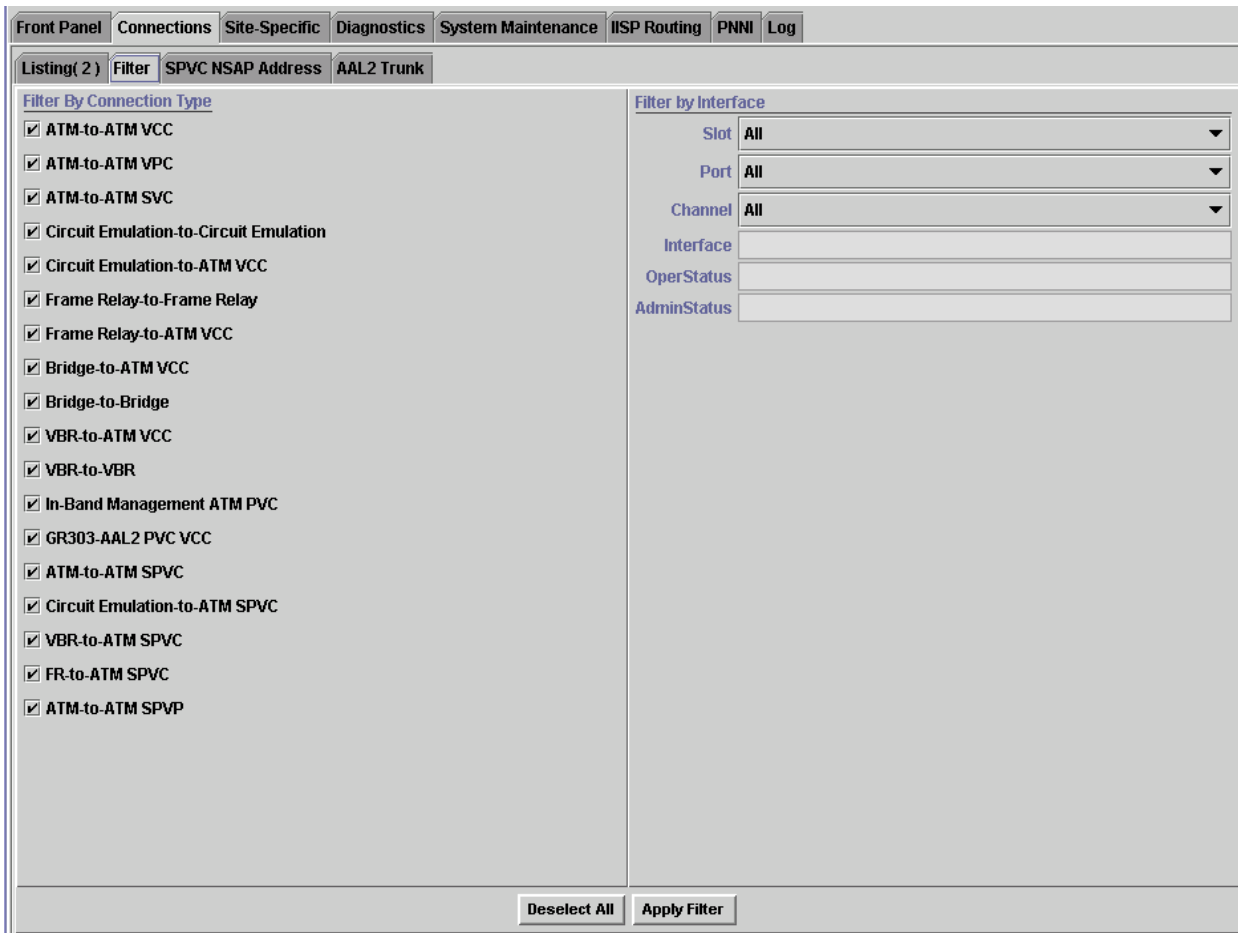 Front Panel Connections Site-Specific Diagnostics System Maintenance IISP Routing PNNI Log
Listing( 2 ) Filter SPVC NSAP Address AAL2 Trunk
Filter By Connection Type
ATM-to-ATM VCC
ATM-to-ATM VPC
ATM-to-ATM SVC
Circuit Emulation-to-Circuit Emulation
Circuit Emulation-to-ATM VCC
Frame Relay-to-Frame Relay
Frame Relay-to-ATM VCC
Bridge-to-ATM VCC
Bridge-to-Bridge
VBR-to-ATM VCC
VBR-to-VBR
In-Band Management ATM PVC
GR303-AAL2 PVC VCC
ATM-to-ATM SPVC
Circuit Emulation-to-ATM SPVC
VBR-to-ATM SPVC
FR-to-ATM SPVC
ATM-to-ATM SPVP
Filter by Interface
Slot All
Port All
Channel All
Interface
OperStatus
AdminStatus
Deselect All Apply Filter